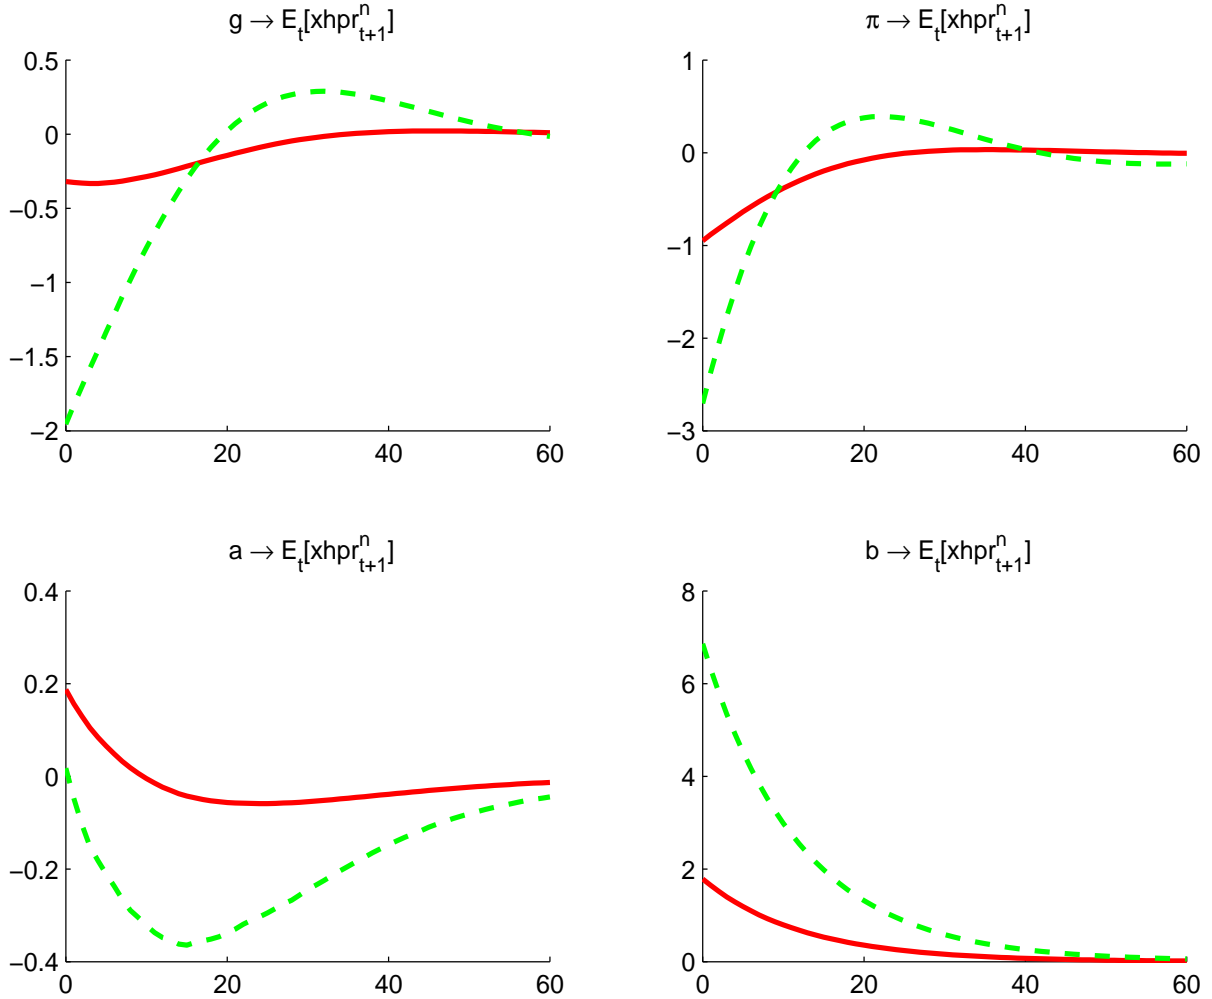 g → E_t[xhpr^n_{t+1}]
0.5
0
−0.5
−1
−1.5
−2
0 20 40 60
π → E_t[xhpr^n_{t+1}]
1
0
−1
−2
−3
0 20 40 60
a → E_t[xhpr^n_{t+1}]
0.4
0.2
0
−0.2
−0.4
0 20 40 60
b → E_t[xhpr^n_{t+1}]
8
6
4
2
0
0 20 40 60